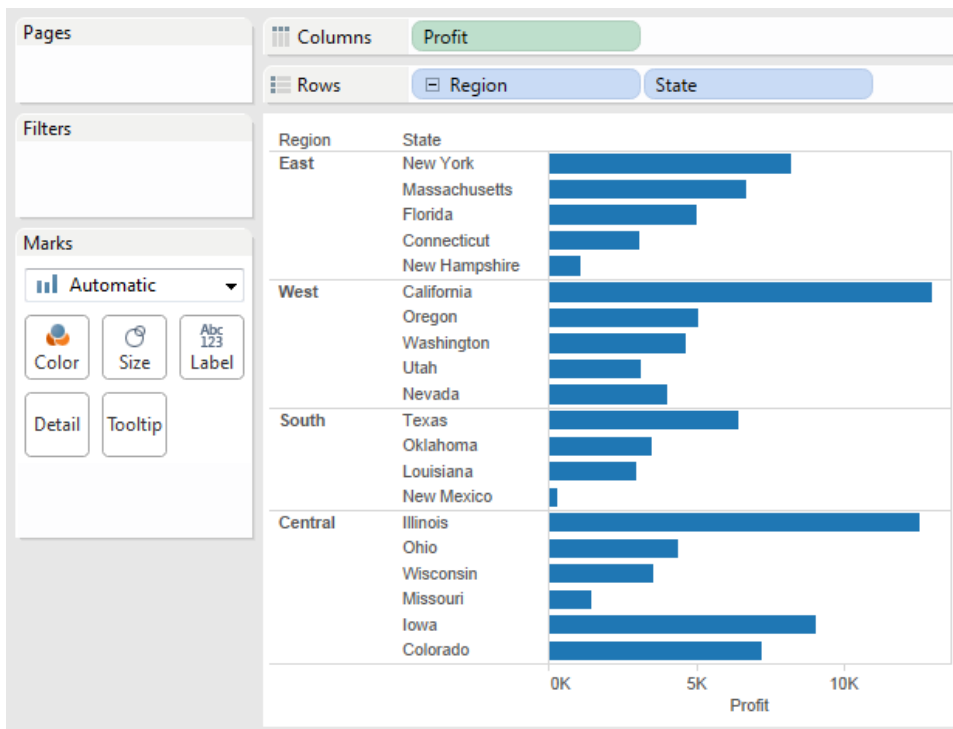 Pages
Columns Profit
Rows Region State
Filters
Marks
Automatic
Color Size Abc 123 Label
Detail Tooltip
Region State
East New York
Massachusetts
Florida
Connecticut
New Hampshire
West California
Oregon
Washington
Utah
Nevada
South Texas
Oklahoma
Louisiana
New Mexico
Central Illinois
Ohio
Wisconsin
Missouri
Iowa
Colorado
0K 5K 10K
Profit